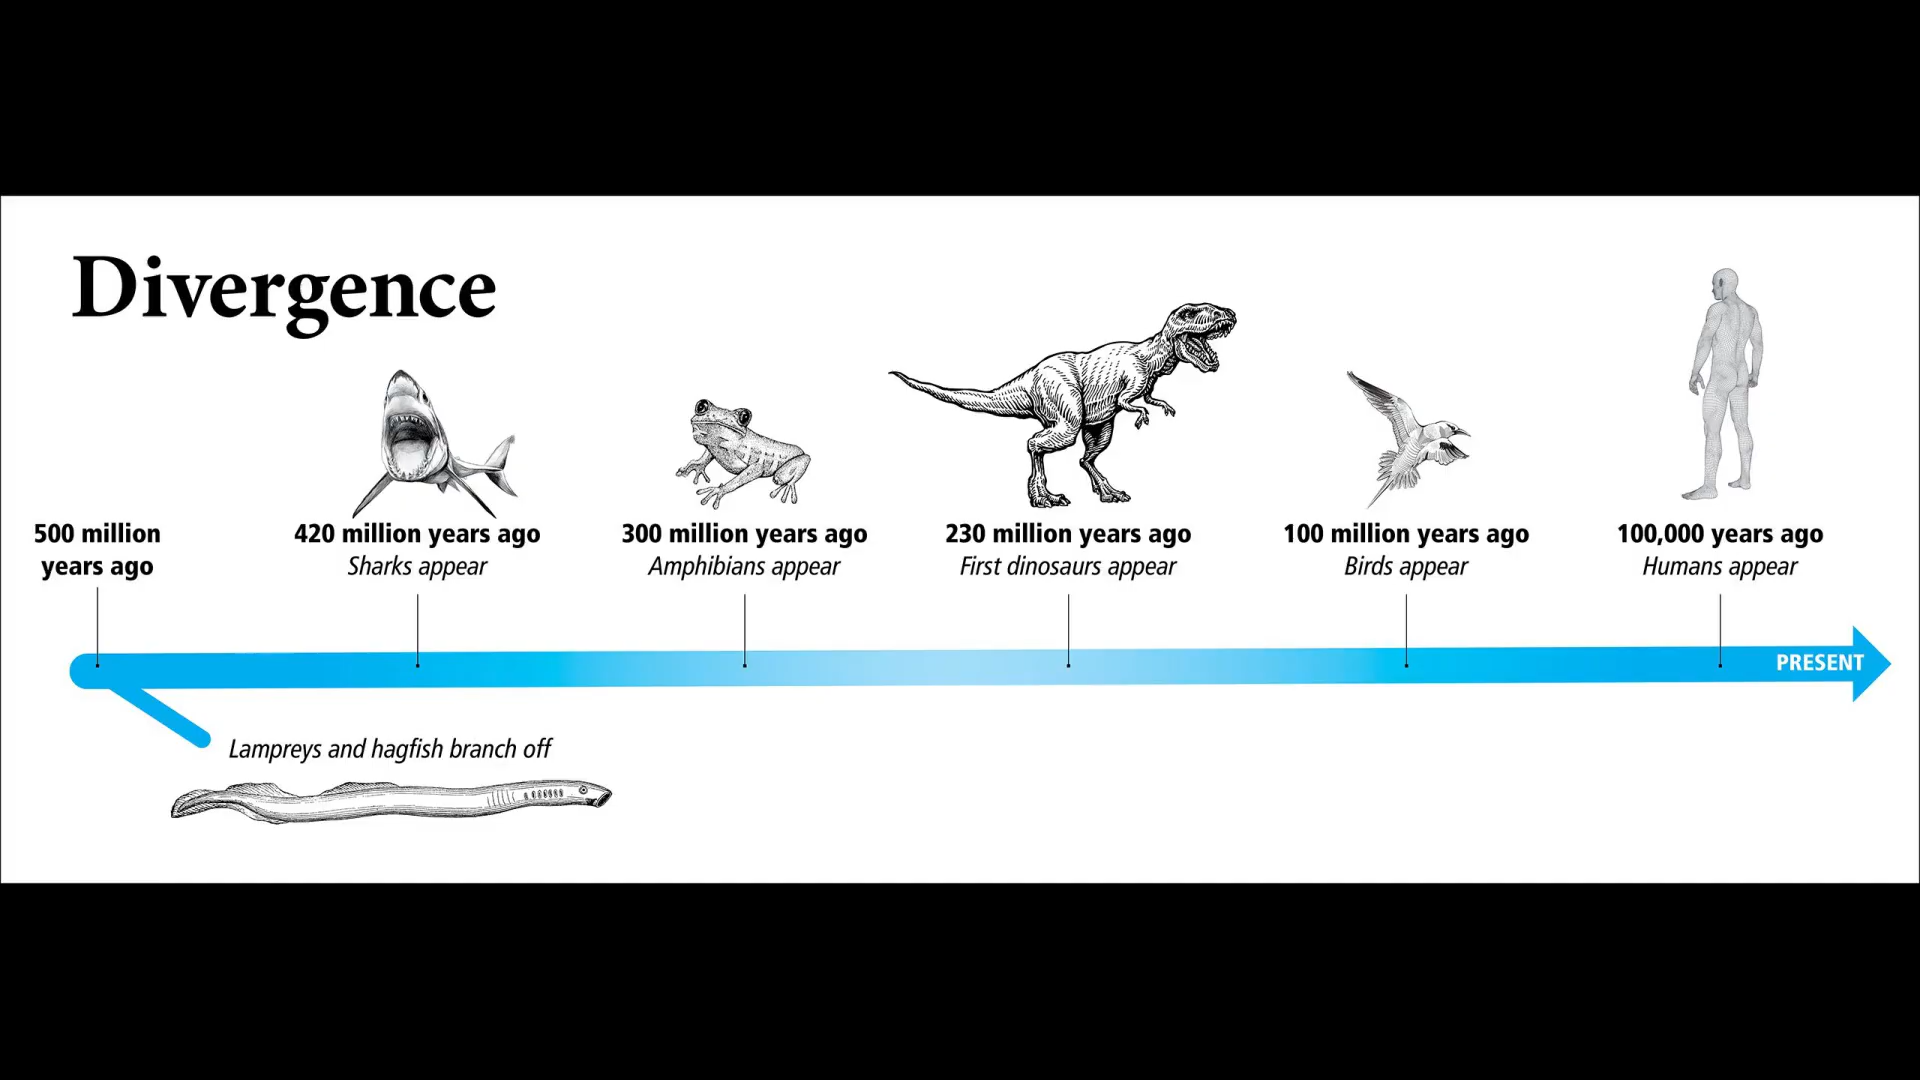 Divergence
500 million
years ago
420 million years ago
Sharks appear
300 million years ago
Amphibians appear
230 million years ago
First dinosaurs appear
100 million years ago
Birds appear
100,000 years ago
Humans appear
PRESENT
Lampreys and hagfish branch off